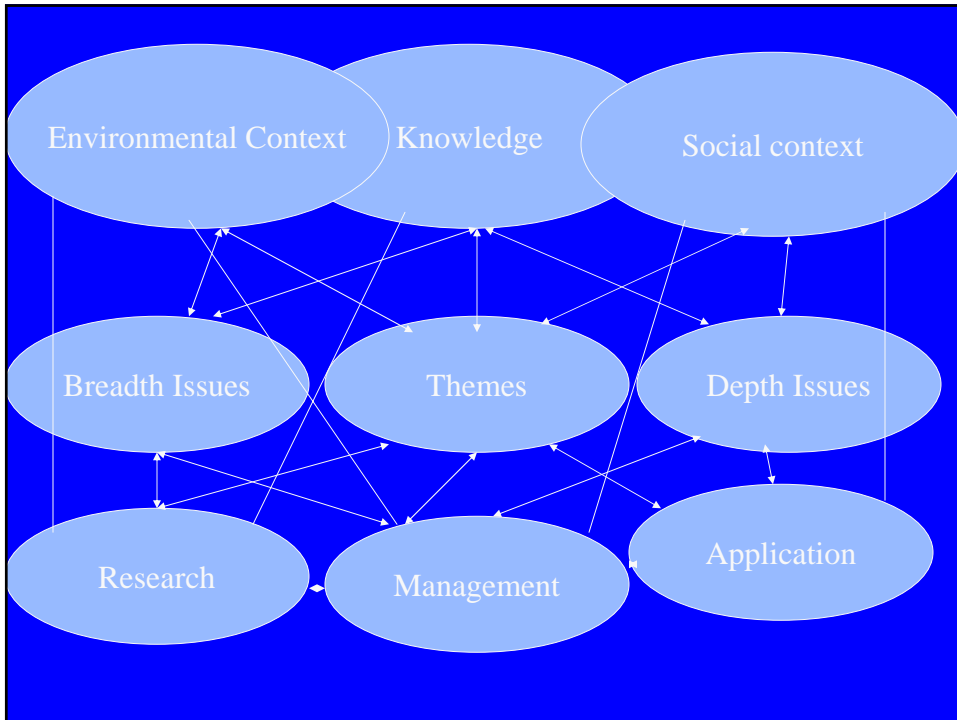 Environmental Context
Knowledge
Social context
Breadth Issues
Themes
Depth Issues
Research
Management
Application